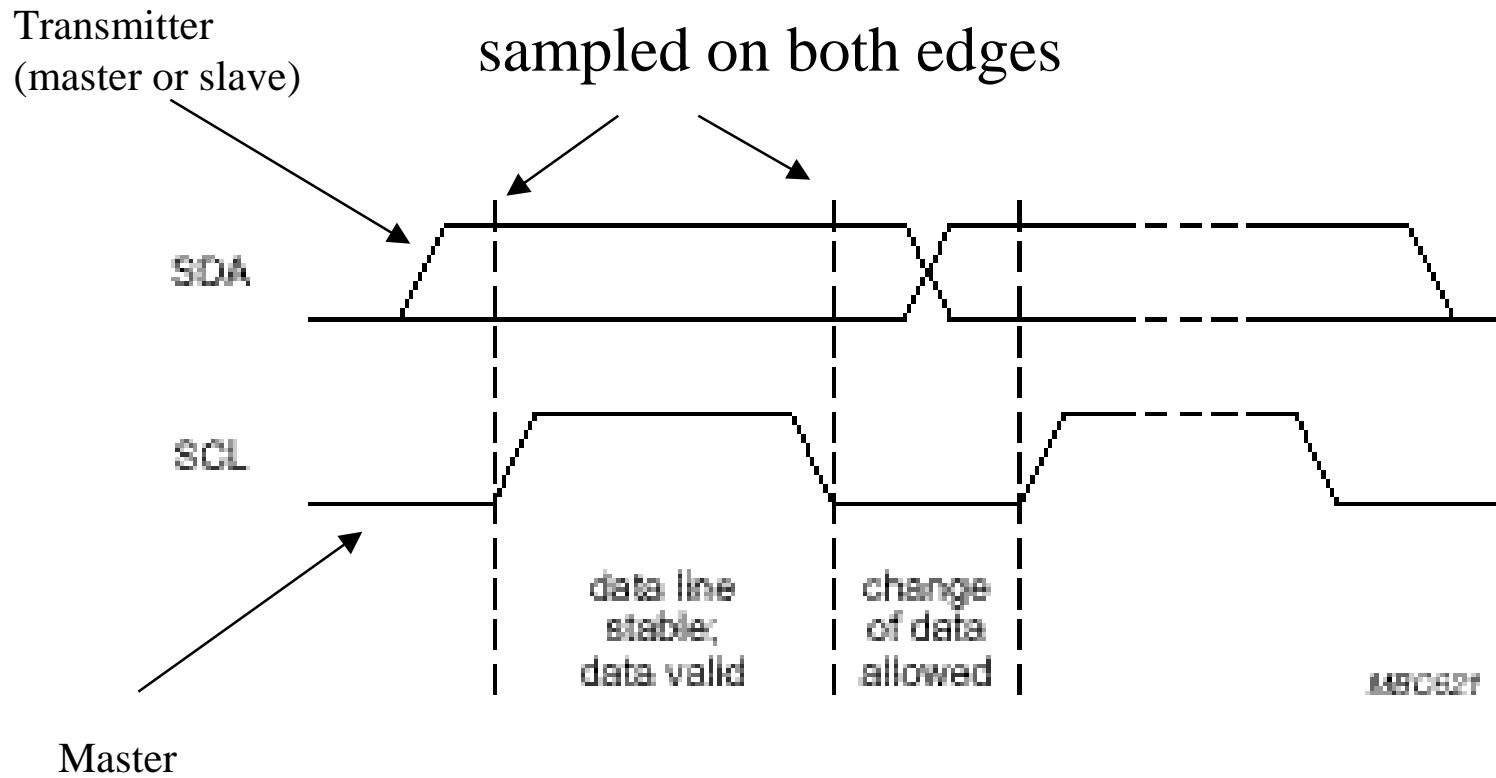 Transmitter
(master or slave)
sampled on both edges
SDA
SCL
data line
stable;
data valid
change
of data
allowed
MBC621
Master